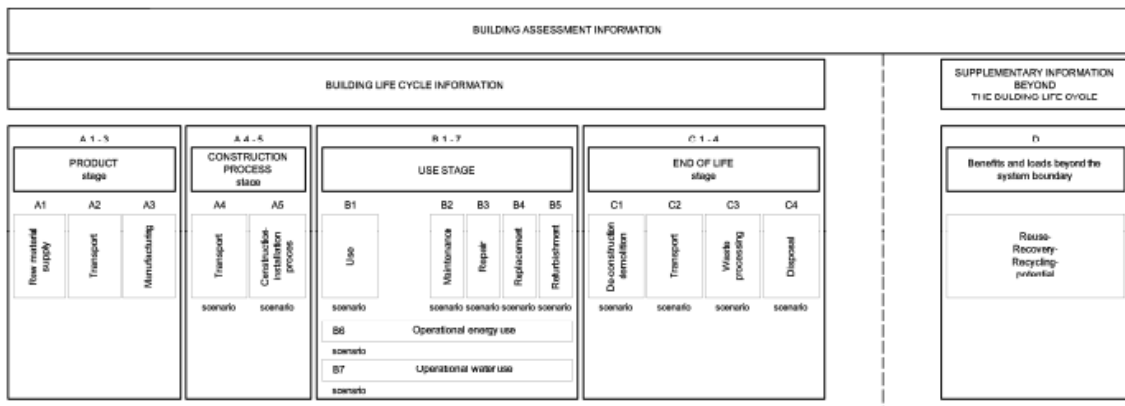 BUILDING ASSESSMENT INFORMATION
BUILDING LIFE CYCLE INFORMATION
SUPPLEMENTARY INFORMATION
BEYOND
THE BUILDING LIFE CYCLE
A 1 - 3
A 4 - 5
B 1 - 7
C 1 - 4
D
PRODUCT
stage
CONSTRUCTION
PROCESS
stage
USE STAGE
END OF LIFE
stage
Benefits and loads beyond the
system boundary
A1
A2
A3
A4
A5
B1
B2
B3
B4
B5
C1
C2
C3
C4
Raw material
supply
Transport
Manufacturing
Transport
Construction-
installation
process
Use
Maintenance
Repair
Replacement
Refurbishment
De-construction
demolition
Transport
Waste
processing
Disposal
Reuse-
Recovery-
Recycling-
potential
scenario
scenario
scenario
scenario
scenario
scenario
scenario
scenario
scenario
scenario
scenario
B6 Operational energy use
scenario
B7 Operational water use
scenario